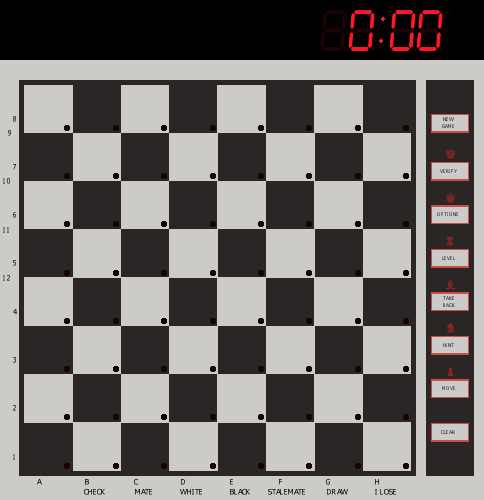 0:00
8
9
7
10
6
11
5
12
4
3
2
1
NEW GAME
VERIFY
OPTIONS
LEVEL
TAKE BACK
HINT
MOVE
CLEAR
A B C D E F G H
CHECK MATE WHITE BLACK STALEMATE DRAW I LOSE